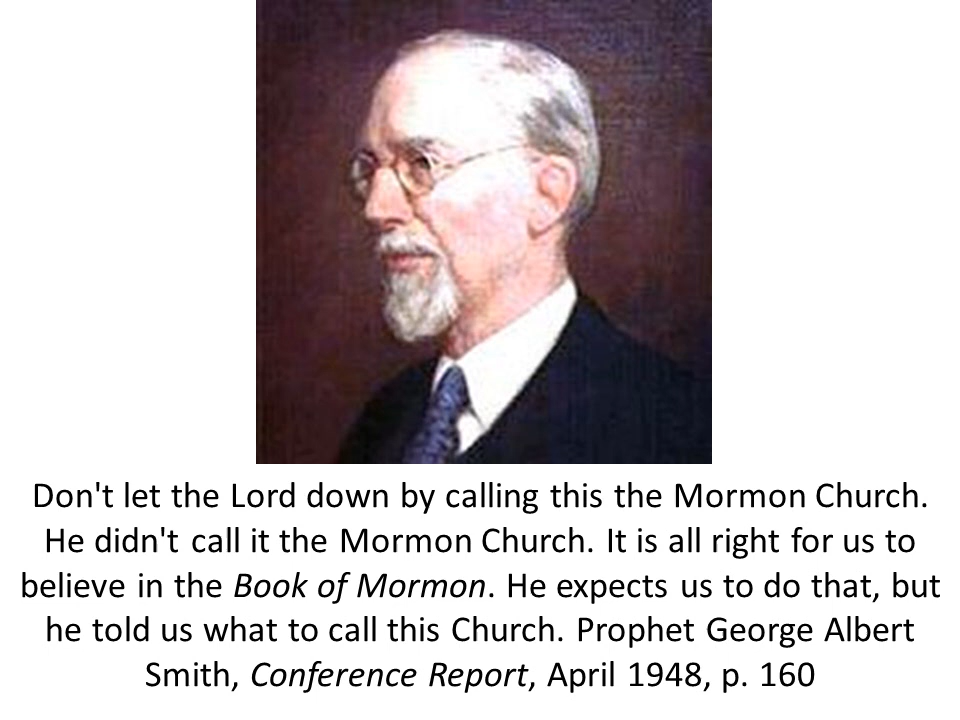 Don't let the Lord down by calling this the Mormon Church.
He didn't call it the Mormon Church. It is all right for us to
believe in the Book of Mormon. He expects us to do that, but
he told us what to call this Church. Prophet George Albert
Smith, Conference Report, April 1948, p. 160